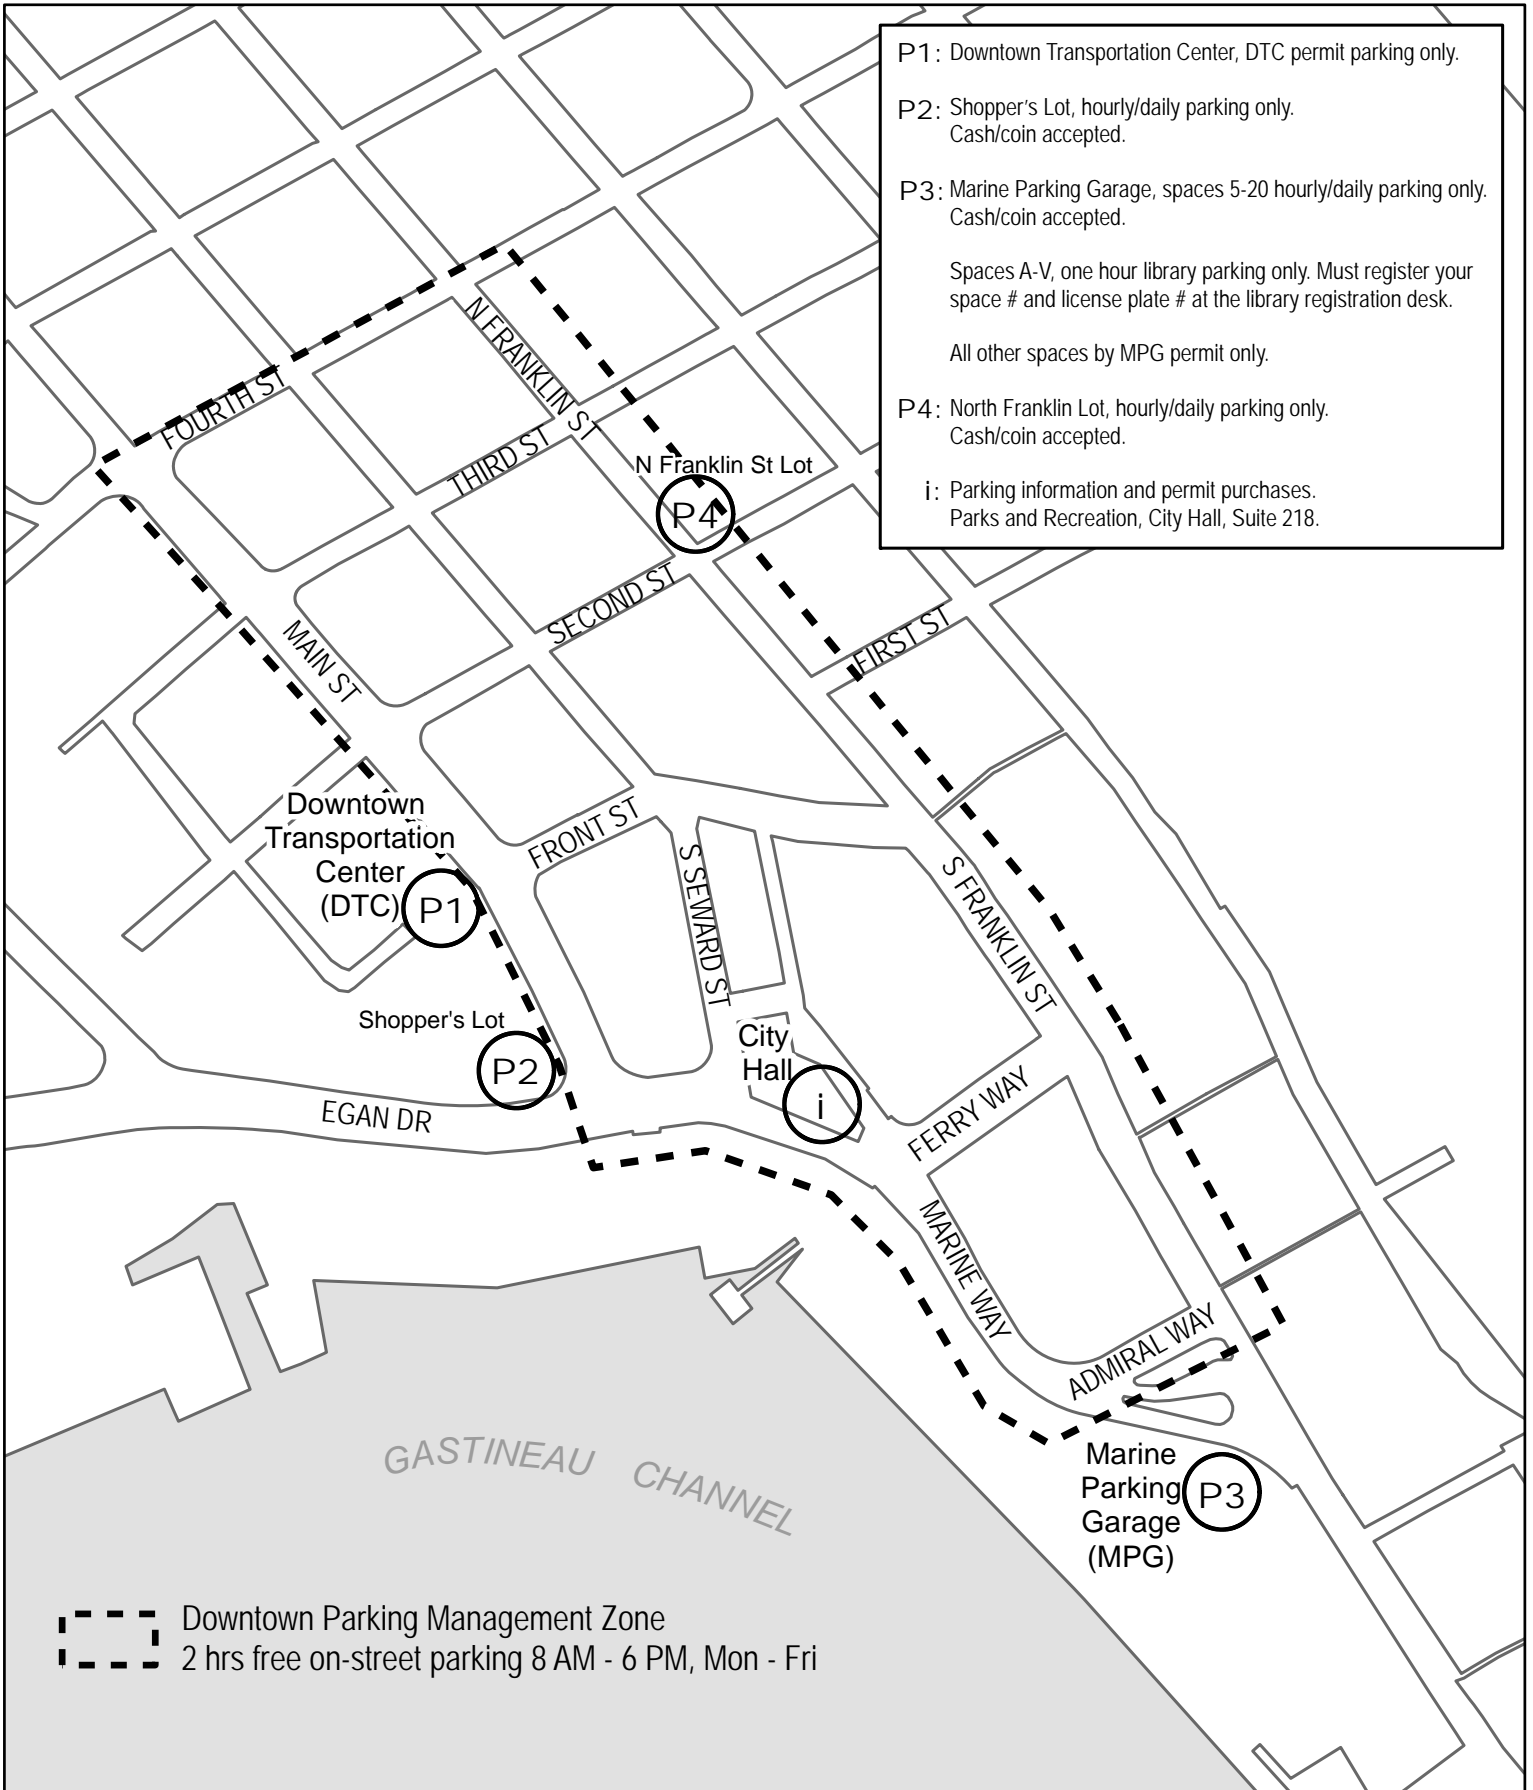 P1: Downtown Transportation Center, DTC permit parking only.
P2: Shopper's Lot, hourly/daily parking only.
Cash/coin accepted.
P3: Marine Parking Garage, spaces 5-20 hourly/daily parking only.
Cash/coin accepted.
Spaces A-V, one hour library parking only. Must register your
space # and license plate # at the library registration desk.
All other spaces by MPG permit only.
P4: North Franklin Lot, hourly/daily parking only.
Cash/coin accepted.
i: Parking information and permit purchases.
Parks and Recreation, City Hall, Suite 218.
N FRANKLIN ST
FOURTH ST
THIRD ST
N Franklin St Lot
P4
SECOND ST
FIRST ST
MAIN ST
Downtown
Transportation
Center
(DTC)
P1
FRONT ST
S SEWARD ST
S FRANKLIN ST
Shopper's Lot
P2
City
Hall
i
EGAN DR
FERRY WAY
MARINE WAY
ADMIRAL WAY
Marine
Parking
Garage
(MPG)
P3
GASTINEAU CHANNEL
Downtown Parking Management Zone
2 hrs free on-street parking 8 AM - 6 PM, Mon - Fri